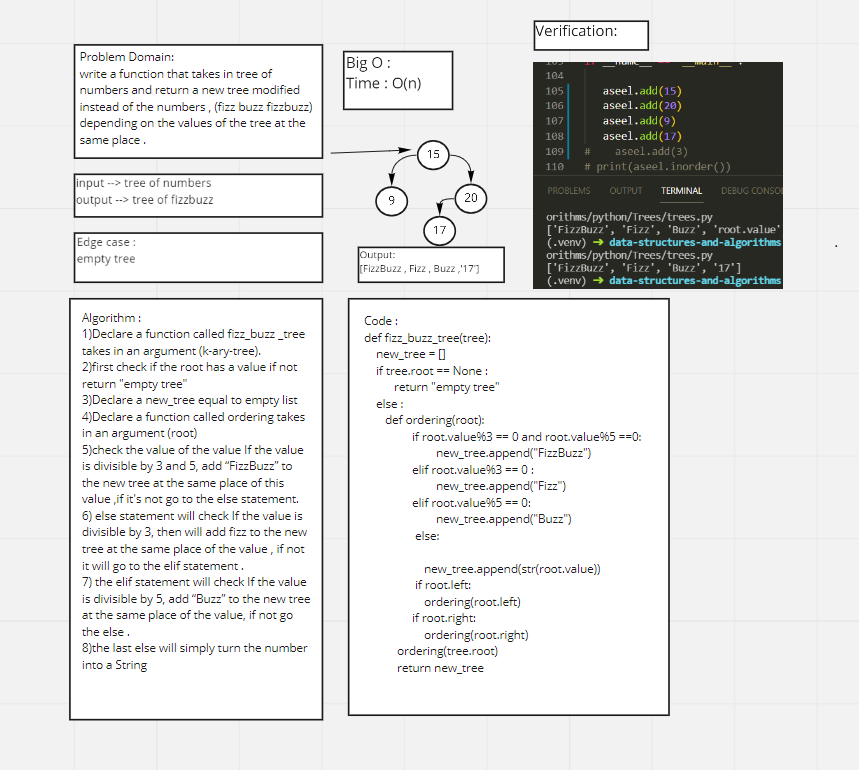 Problem Domain:
write a function that takes in tree of
numbers and return a new tree modified
instead of the numbers , (fizz buzz fizzbuzz)
depending on the values of the tree at the
same place .
input --> tree of numbers
output --> tree of fizzbuzz
Edge case :
empty tree
Big O :
Time : O(n)
15
9
20
17
Output:
[FizzBuzz , Fizz , Buzz ,'17']
Verification:
104
105 aseel.add(15)
106 aseel.add(20)
107 aseel.add(9)
108 aseel.add(17)
109 # aseel.add(3)
110 # print(aseel.inorder())
PROBLEMS OUTPUT TERMINAL DEBUG CONSO
orithms/python/Trees/trees.py
['FizzBuzz', 'Fizz', 'Buzz', 'root.value'
(.venv) ➜ data-structures-and-algorithms
orithms/python/Trees/trees.py
['FizzBuzz', 'Fizz', 'Buzz', '17']
(.venv) ➜ data-structures-and-algorithms
Algorithm :
1)Declare a function called fizz_buzz _tree
takes in an argument (k-ary-tree).
2)first check if the root has a value if not
return "empty tree"
3)Declare a new_tree equal to empty list
4)Declare a function called ordering takes
in an argument (root)
5)check the value of the value If the value
is divisible by 3 and 5, add “FizzBuzz” to
the new tree at the same place of this
value ,if it's not go to the else statement.
6) else statement will check If the value is
divisible by 3, then will add fizz to the new
tree at the same place of the value , if not
it will go to the elif statement .
7) the elif statement will check If the value
is divisible by 5, add “Buzz” to the new tree
at the same place of the value, if not go
the else .
8)the last else will simply turn the number
into a String
Code :
def fizz_buzz_tree(tree):
new_tree = []
if tree.root == None :
return "empty tree"
else :
def ordering(root):
if root.value%3 == 0 and root.value%5 ==0:
new_tree.append("FizzBuzz")
elif root.value%3 == 0 :
new_tree.append("Fizz")
elif root.value%5 == 0:
new_tree.append("Buzz")
else:
new_tree.append(str(root.value))
if root.left:
ordering(root.left)
if root.right:
ordering(root.right)
ordering(tree.root)
return new_tree